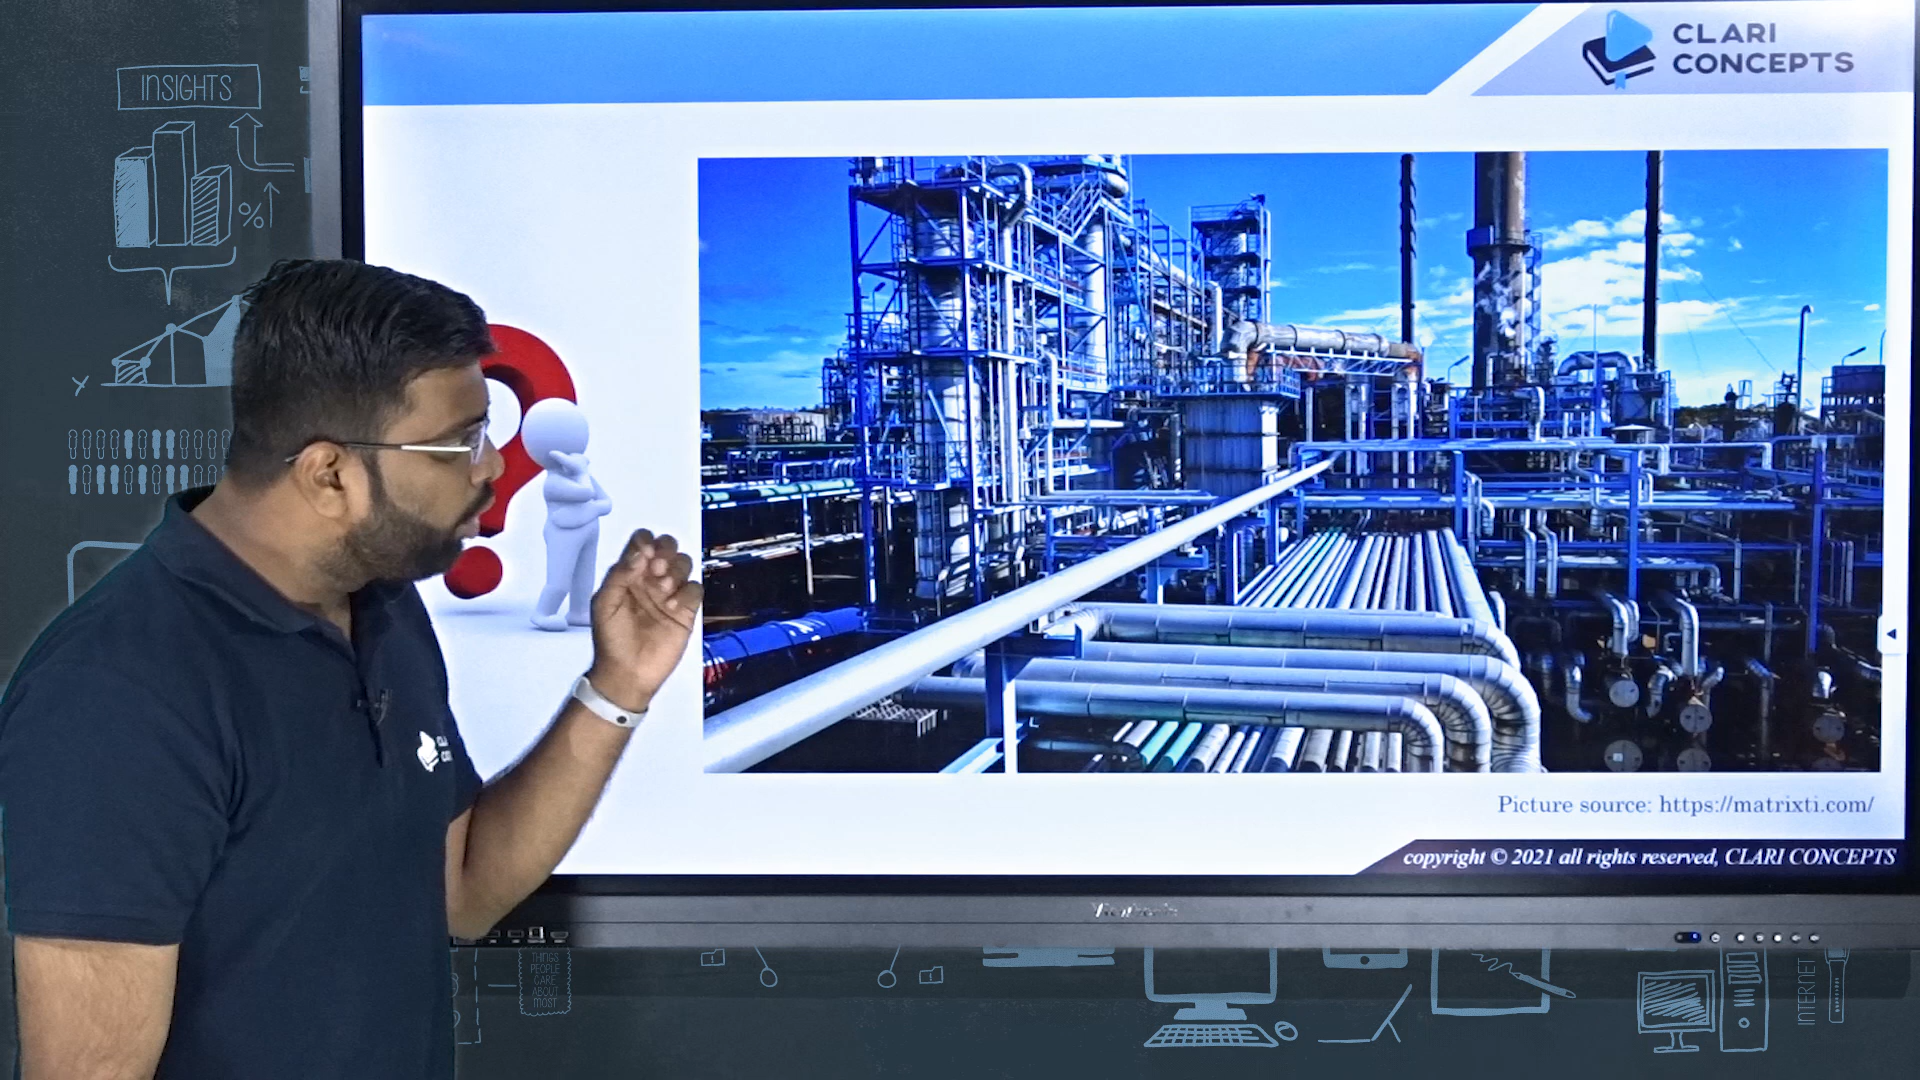 INSIGHTS
%
X
CLARI
CONCEPTS
Picture source: https://matrixti.com/
copyright © 2021 all rights reserved, CLARI CONCEPTS
ViewSonic
THINGS
PEOPLE
CARE
ABOUT
MOST
INTERNET